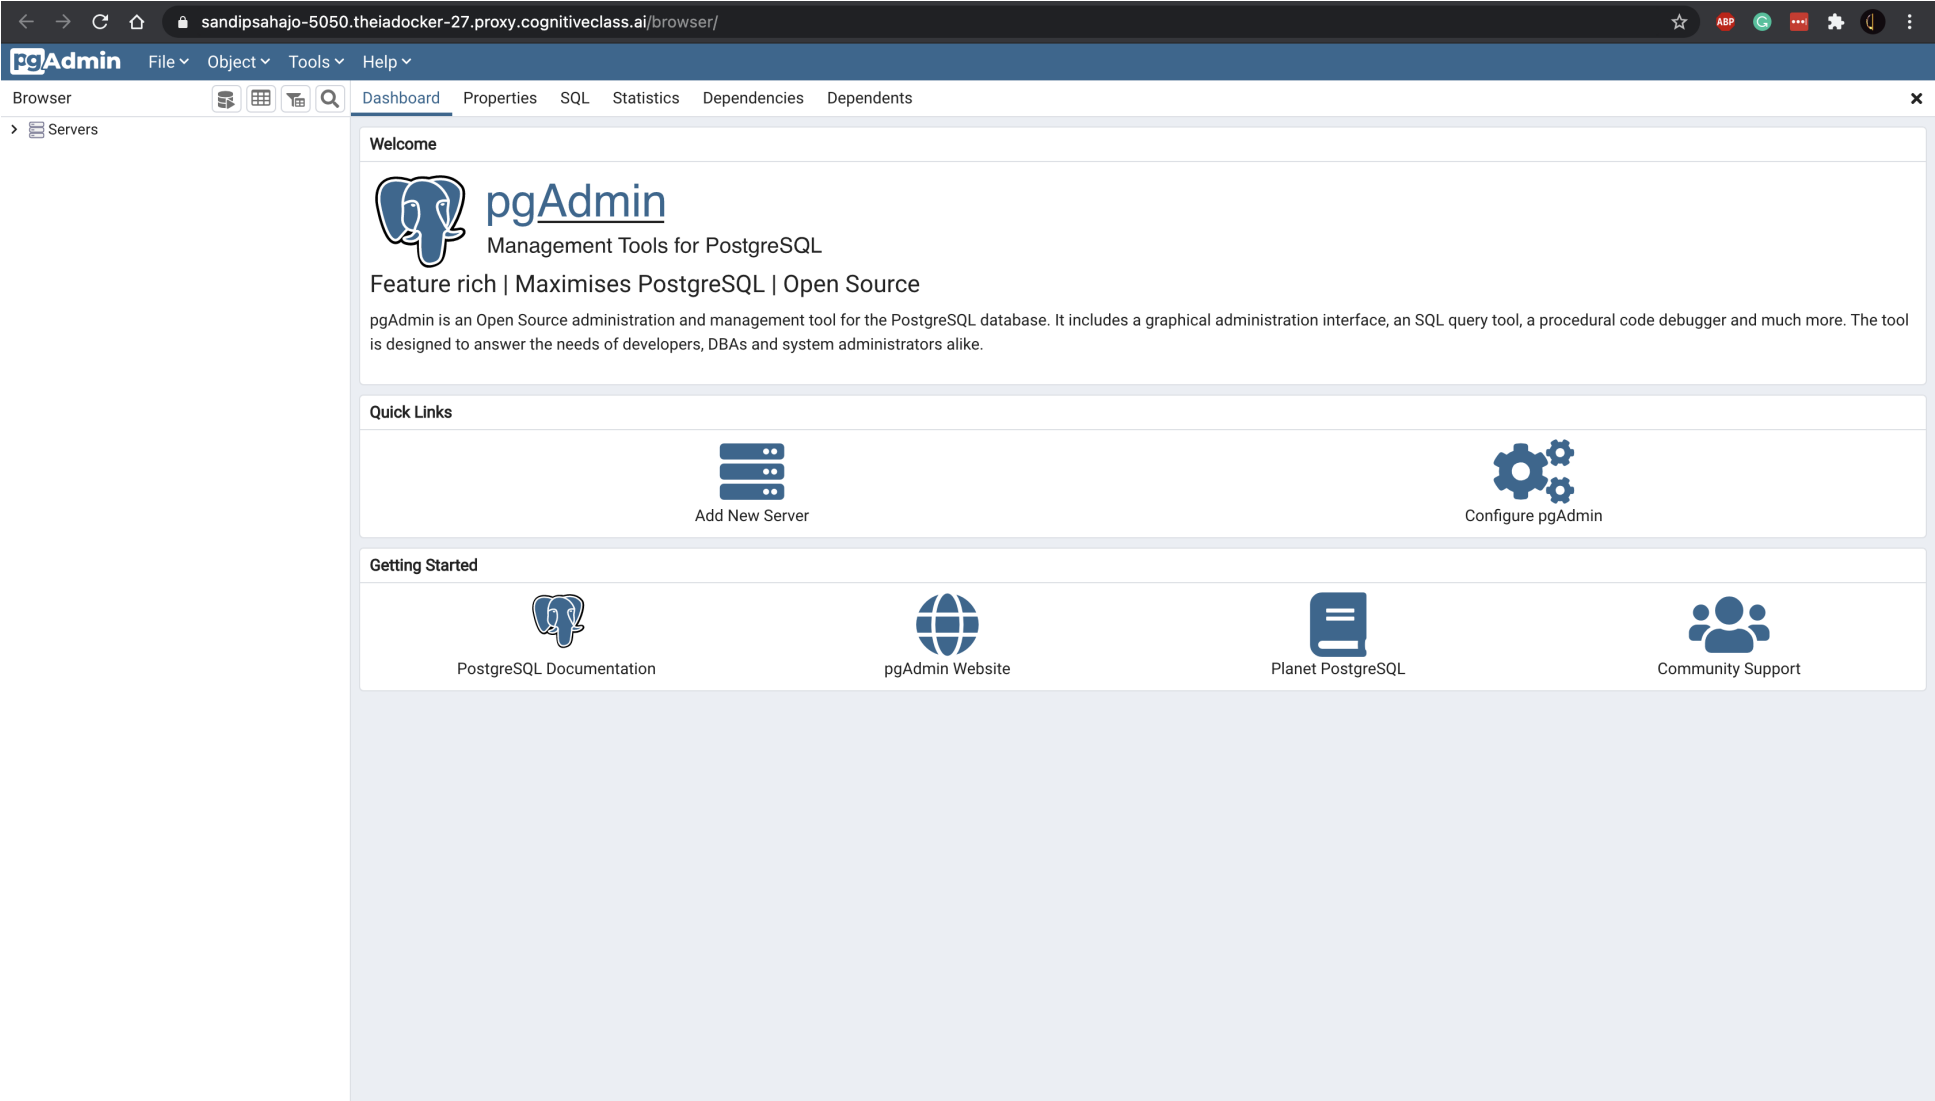 sandipsahajo-5050.theiadocker-27.proxy.cognitiveclass.ai/browser/
ABP
pgAdmin File Object Tools Help
Browser Dashboard Properties SQL Statistics Dependencies Dependents
Servers
Welcome
pgAdmin
Management Tools for PostgreSQL
Feature rich | Maximises PostgreSQL | Open Source
pgAdmin is an Open Source administration and management tool for the PostgreSQL database. It includes a graphical administration interface, an SQL query tool, a procedural code debugger and much more. The tool
is designed to answer the needs of developers, DBAs and system administrators alike.
Quick Links
Add New Server Configure pgAdmin
Getting Started
PostgreSQL Documentation pgAdmin Website Planet PostgreSQL Community Support